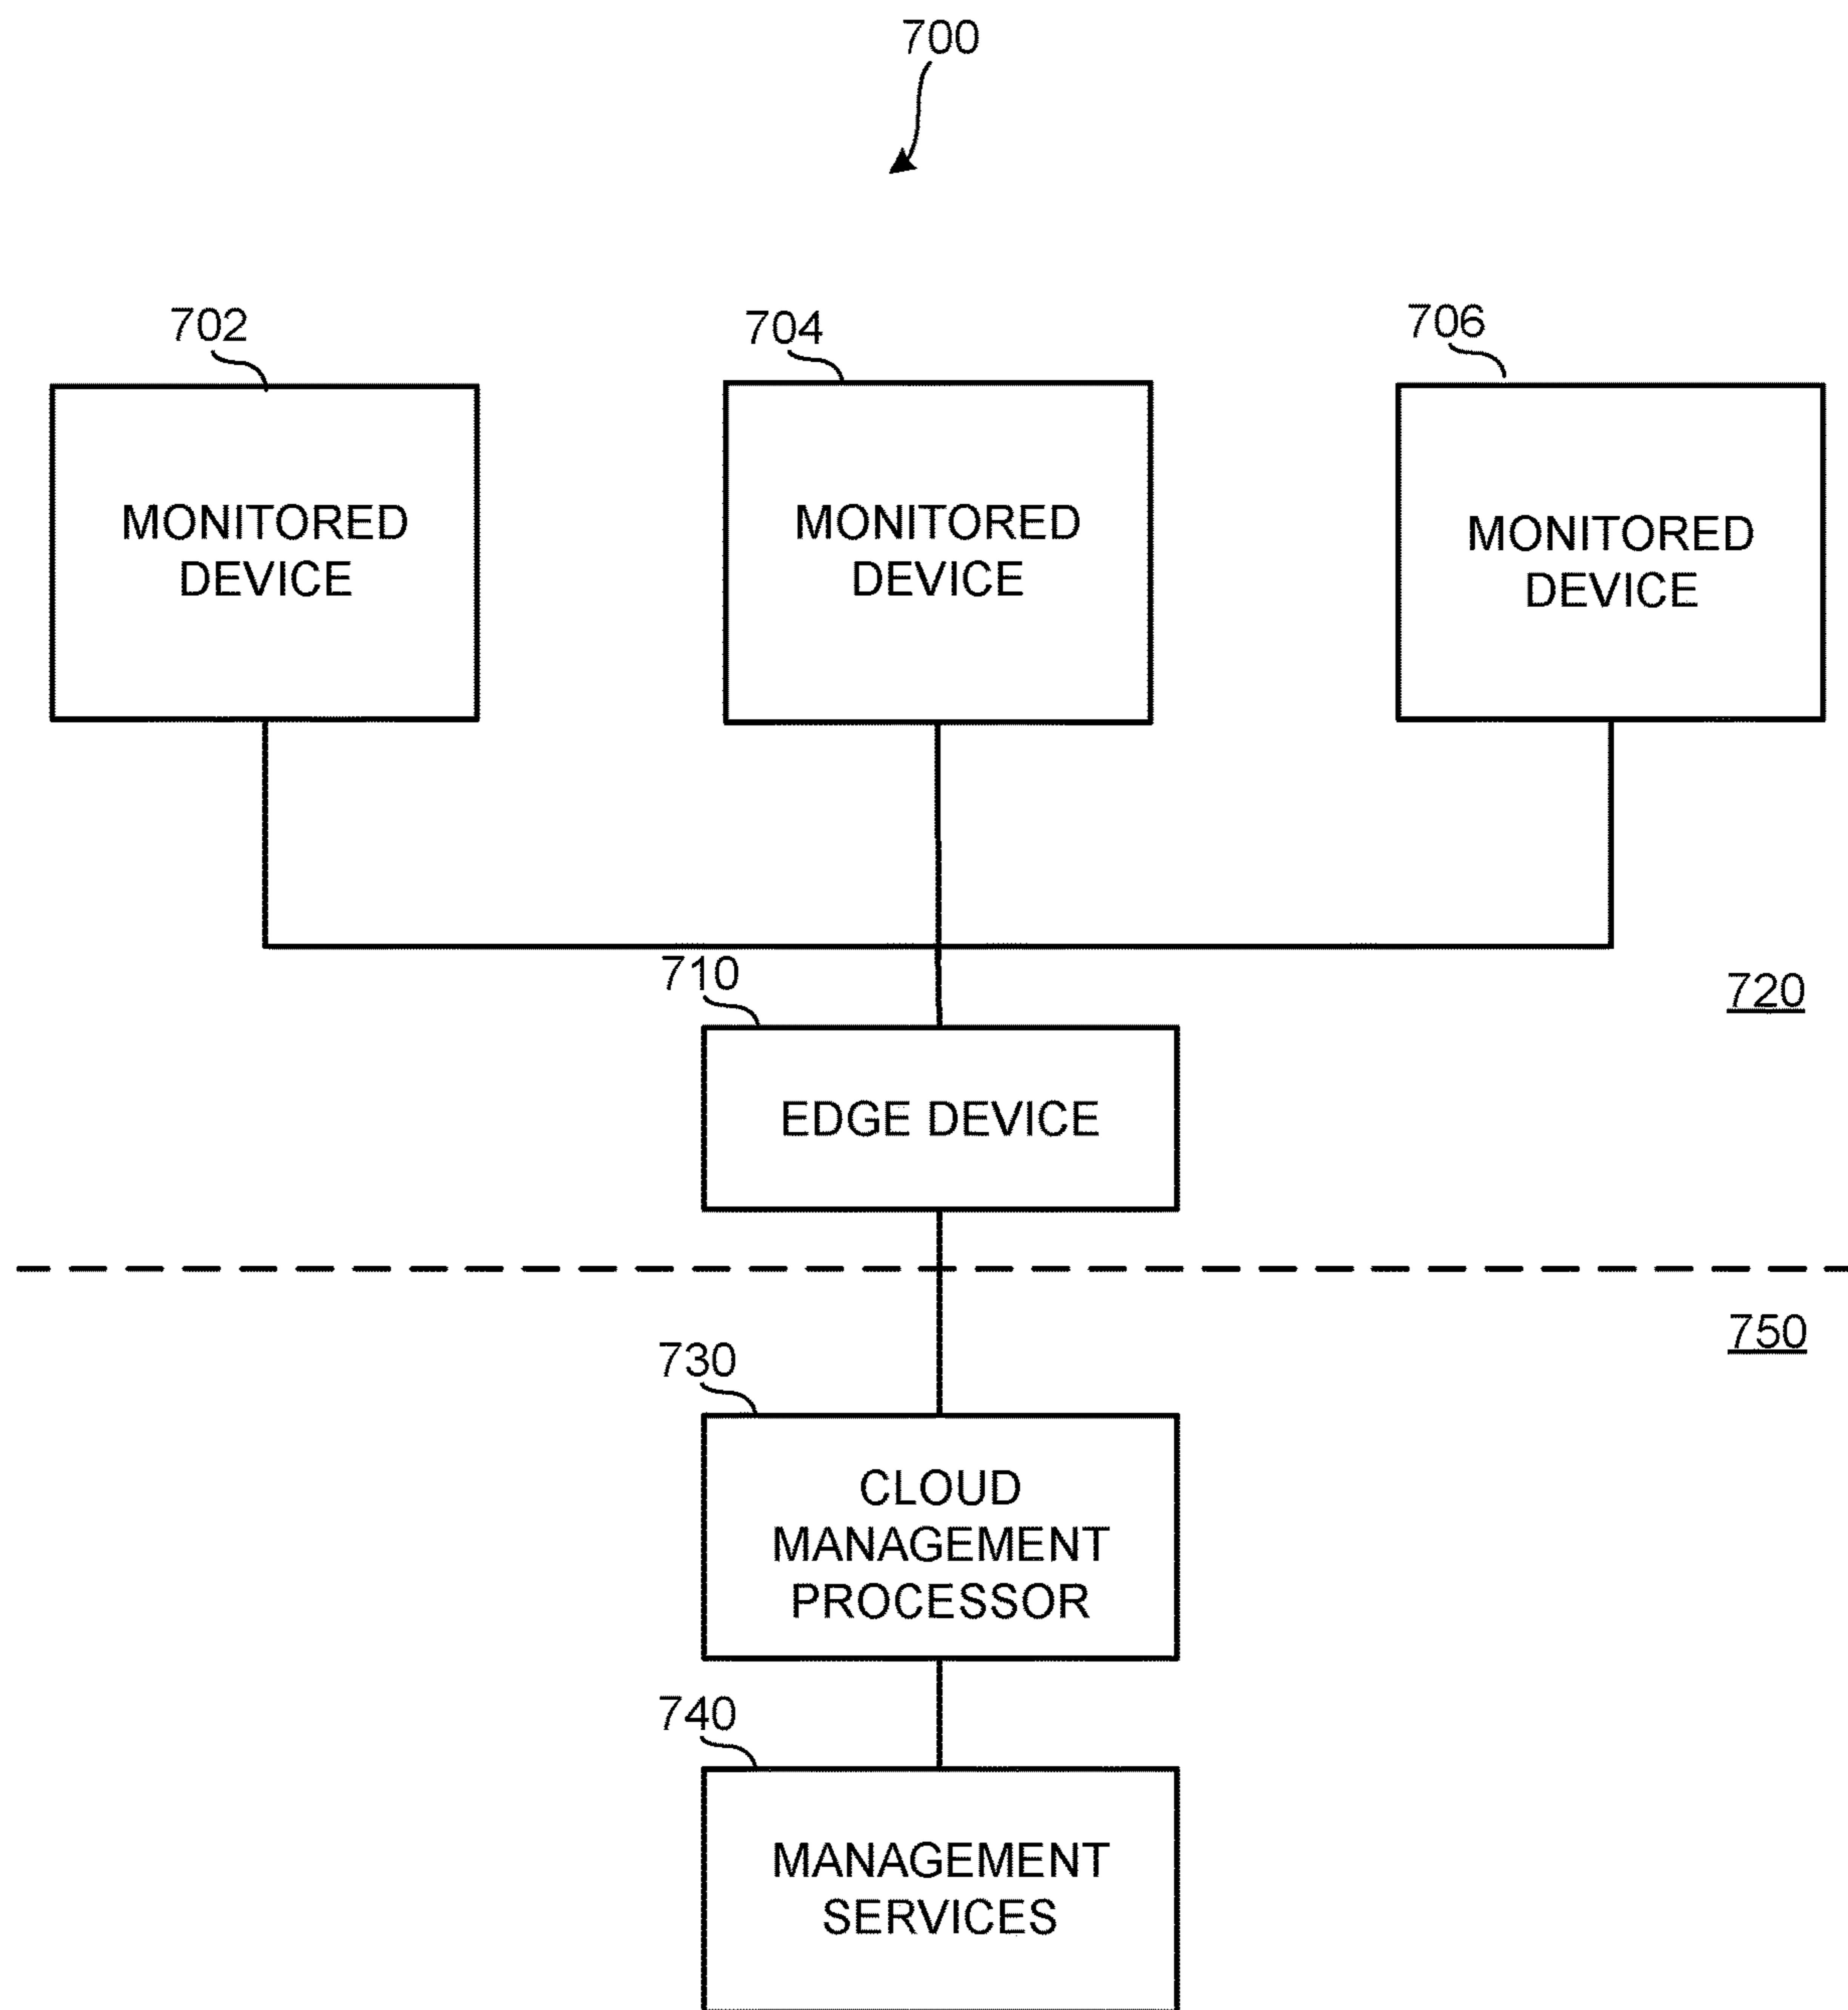 700
702
704
706
MONITORED
DEVICE
MONITORED
DEVICE
MONITORED
DEVICE
710
720
EDGE DEVICE
750
730
CLOUD
MANAGEMENT
PROCESSOR
740
MANAGEMENT
SERVICES